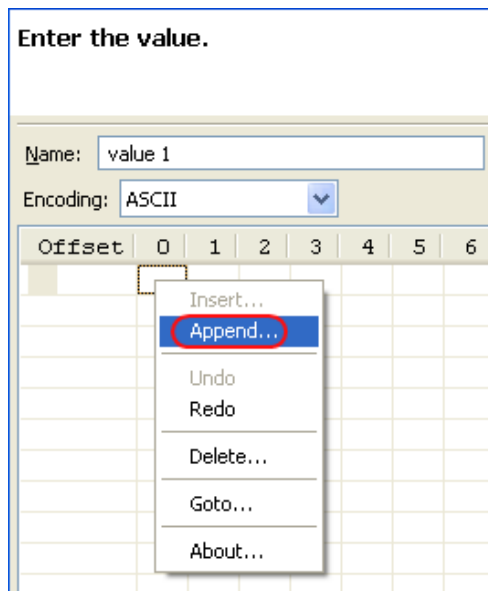 Enter the value.
Name: value 1
Encoding: ASCII
Offset 0 1 2 3 4 5 6
Insert...
Append...
Undo
Redo
Delete...
Goto...
About...